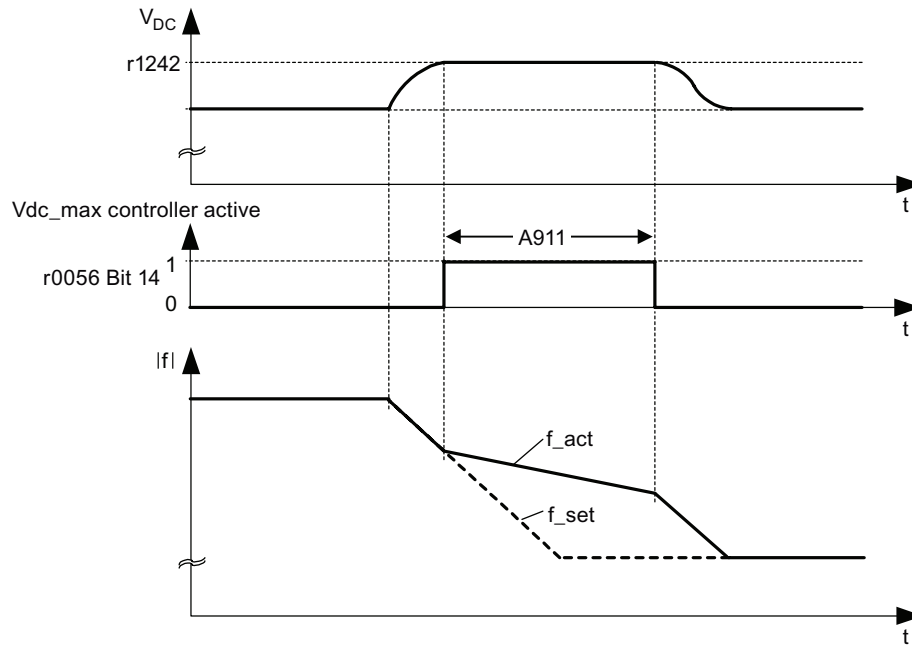 V_DC
r1242
t
Vdc_max controller active
A911
r0056 Bit 14
1
0
t
|f|
f_act
f_set
t